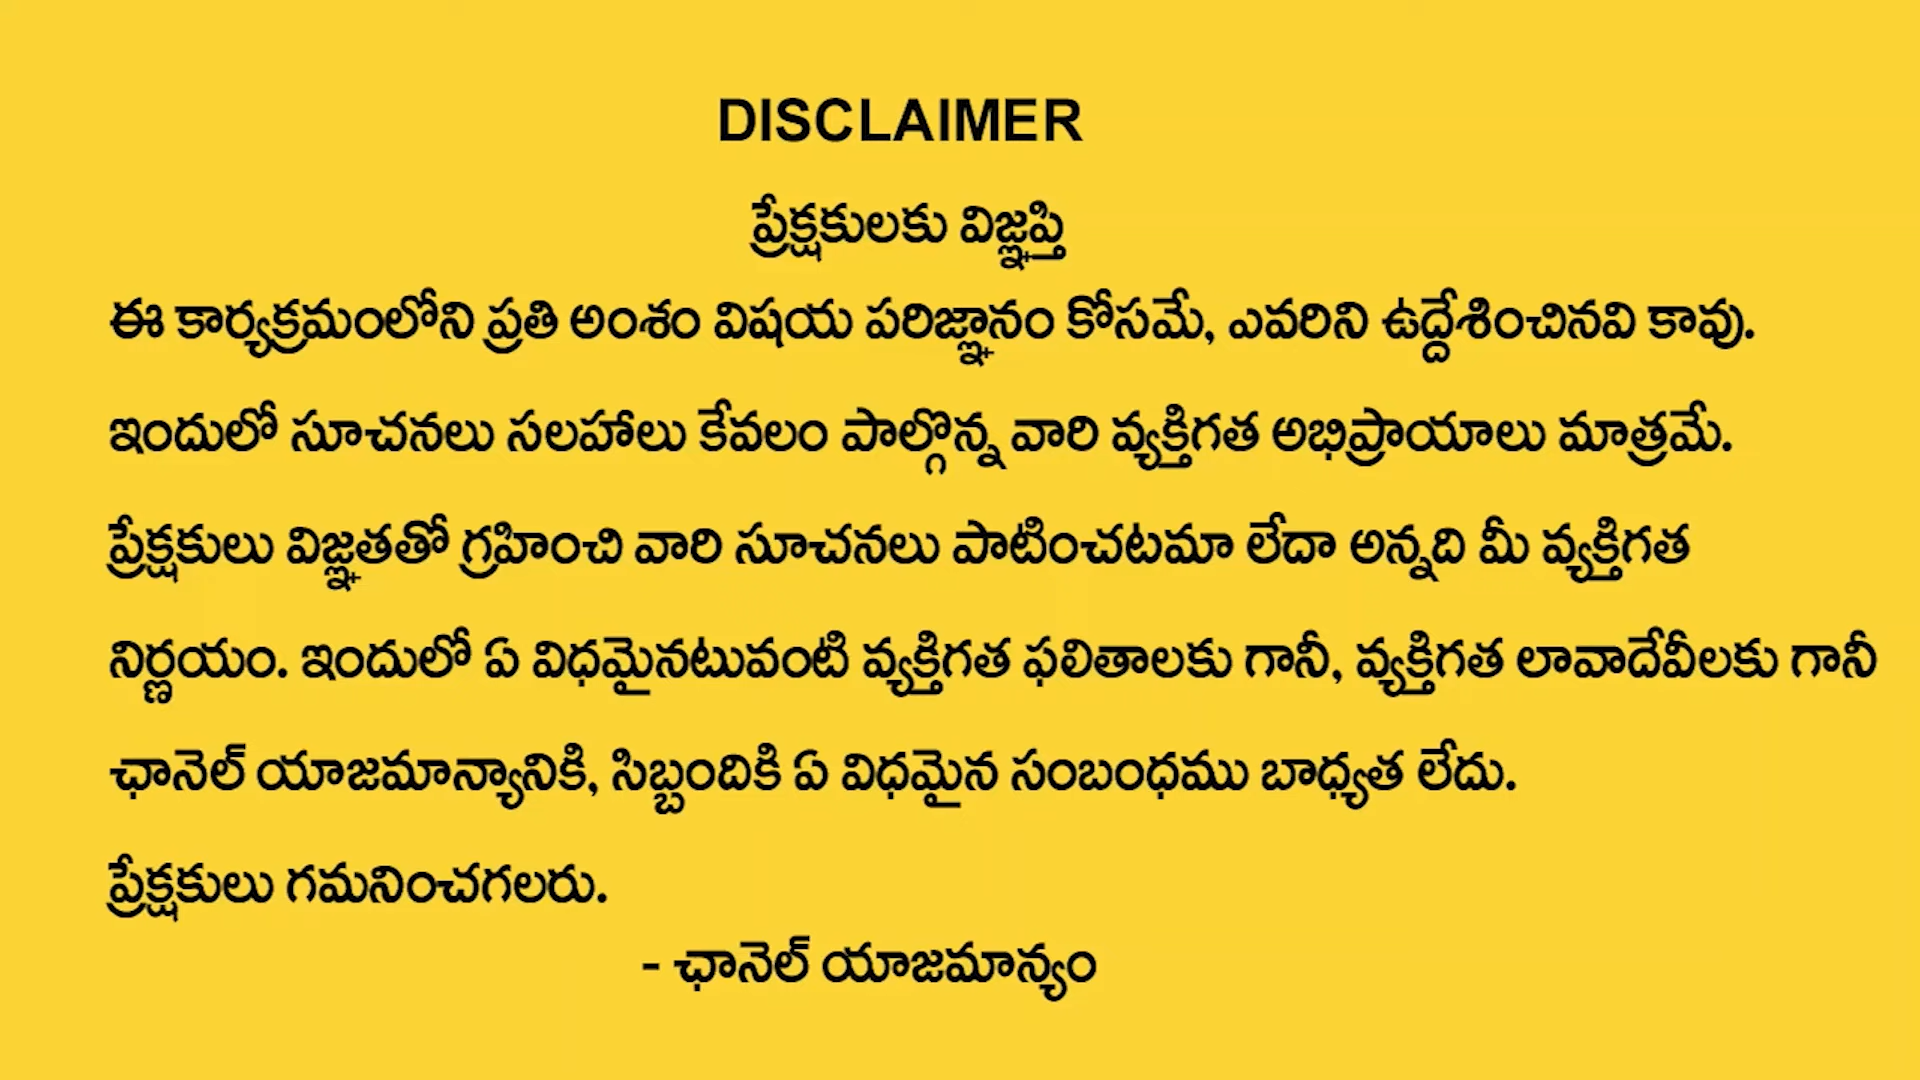 DISCLAIMER
ప్రేక్షకులకు విజ్ఞప్తి
ఈ కార్యక్రమంలోని ప్రతి అంశం విషయ పరిజ్ఞానం కోసమే, ఎవరిని ఉద్దేశించినవి కావు.
ఇందులో సూచనలు సలహాలు కేవలం పాల్గొన్న వారి వ్యక్తిగత అభిప్రాయాలు మాత్రమే.
ప్రేక్షకులు విజ్ఞతతో గ్రహించి వారి సూచనలు పాటించటమా లేదా అన్నది మీ వ్యక్తిగత
నిర్ణయం. ఇందులో ఏ విధమైనటువంటి వ్యక్తిగత ఫలితాలకు గానీ, వ్యక్తిగత లావాదేవీలకు గానీ
ఛానెల్ యాజమాన్యానికి, సిబ్బందికి ఏ విధమైన సంబంధము బాధ్యత లేదు.
ప్రేక్షకులు గమనించగలరు.
- ఛానెల్ యాజమాన్యం